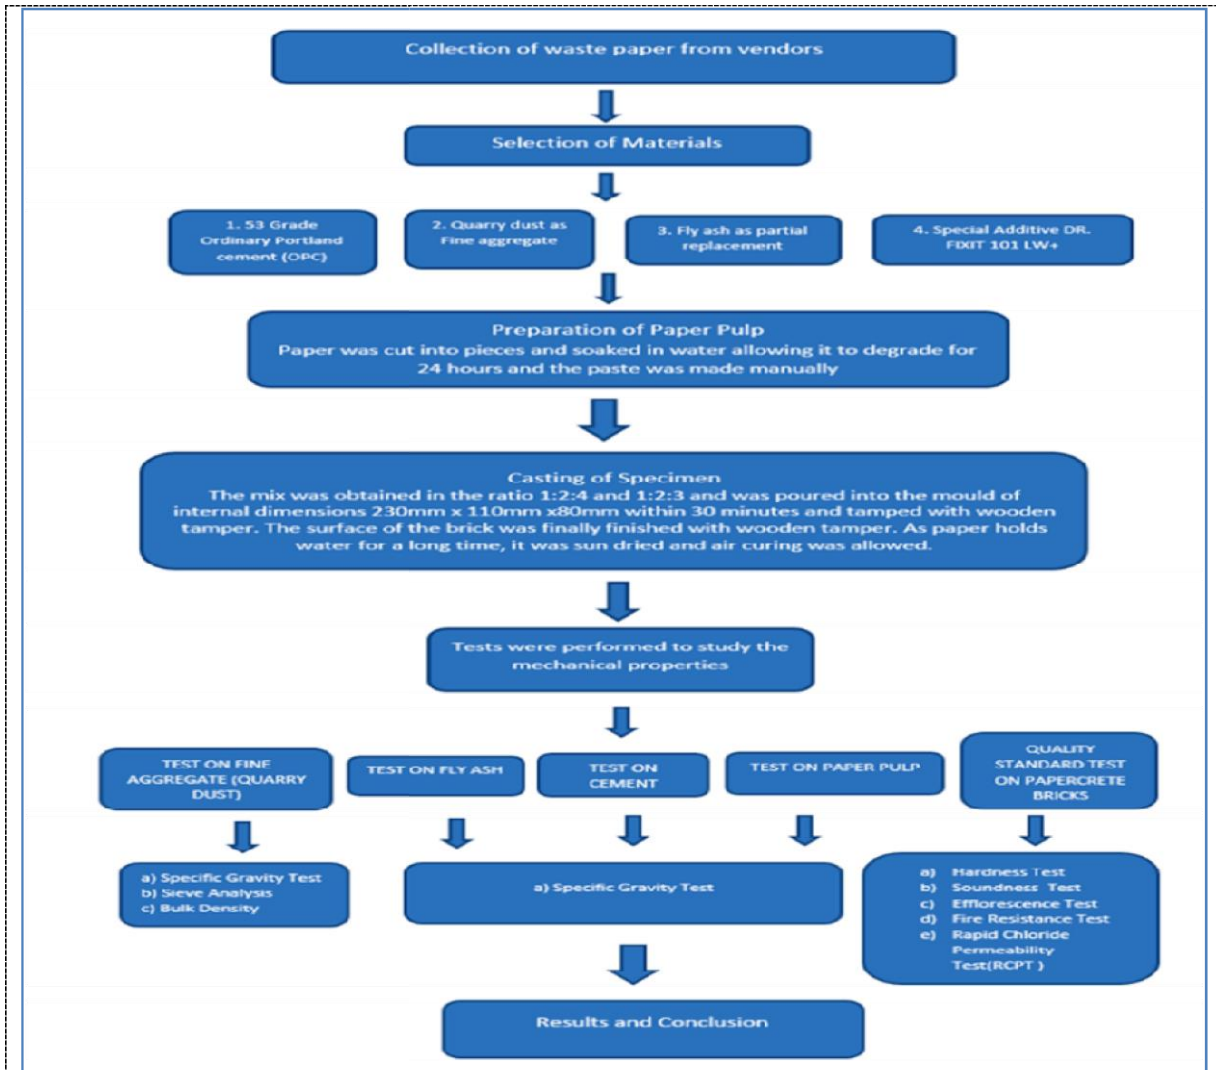 Collection of waste paper from vendors
Selection of Materials
1. 53 Grade
Ordinary Portland
cement (OPC)
2. Quarry dust as
Fine aggregate
3. Fly ash as partial
replacement
4. Special Additive DR.
FIXIT 101 LW+
Preparation of Paper Pulp
Paper was cut into pieces and soaked in water allowing it to degrade for
24 hours and the paste was made manually
Casting of Specimen
The mix was obtained in the ratio 1:2:4 and 1:2:3 and was poured into the mould of
internal dimensions 230mm x 110mm x80mm within 30 minutes and tamped with wooden
tamper. The surface of the brick was finally finished with wooden tamper. As paper holds
water for a long time, it was sun dried and air curing was allowed.
Tests were performed to study the
mechanical properties
TEST ON FINE
AGGREGATE (QUARRY
DUST)
TEST ON FLY ASH
TEST ON
CEMENT
TEST ON PAPER PULP
QUALITY
STANDARD TEST
ON PAPERCRETE
BRICKS
a) Specific Gravity Test
b) Sieve Analysis
c) Bulk Density
a) Specific Gravity Test
a) Hardness Test
b) Soundness Test
c) Efflorescence Test
d) Fire Resistance Test
e) Rapid Chloride
Permeability
Test(RCPT )
Results and Conclusion